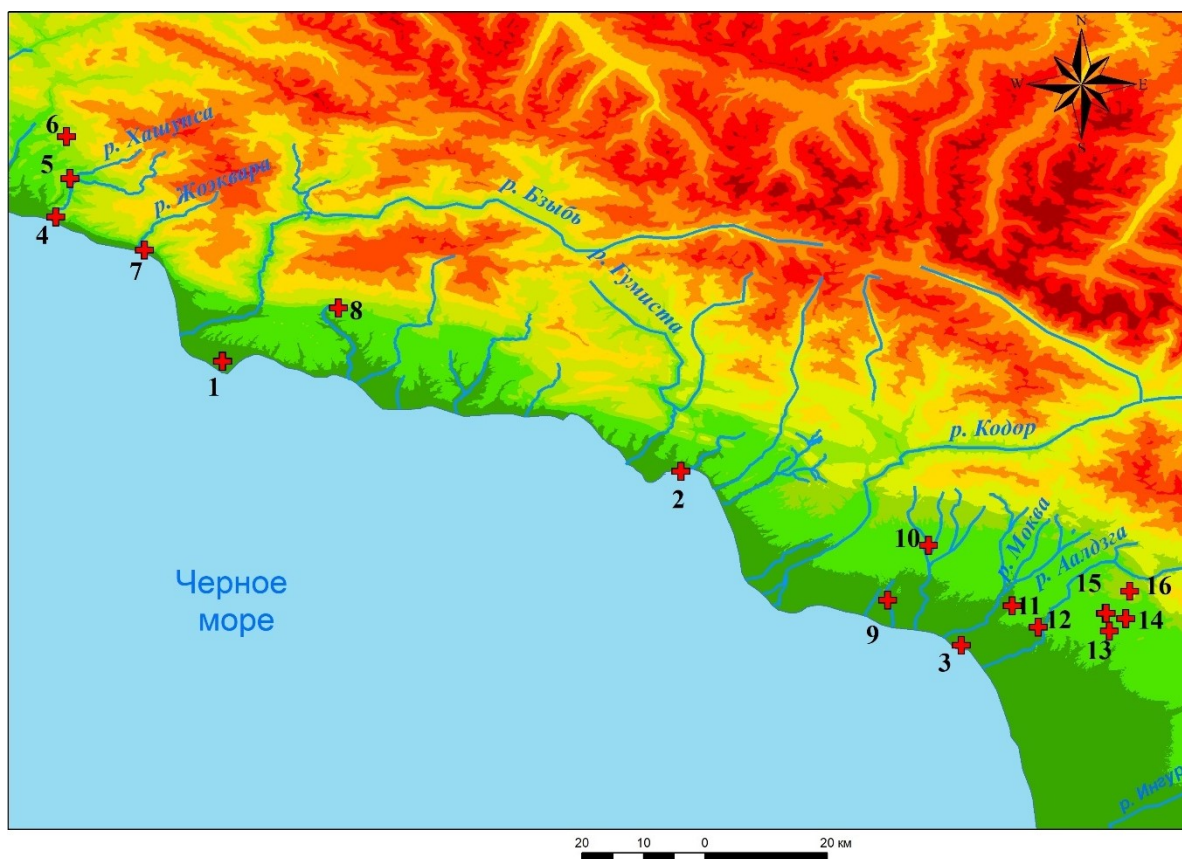 N
W E
S
6
р. Хашупса
5
р. Жоэквара
4
7
р. Бзыбь
р. Гумиста
8
1
р. Кодор
2
10
р. Моква
р. Аалдзга
15
16
9
11
12
14
3
13
Черное
море
р. Ингур
20 10 0 20 км